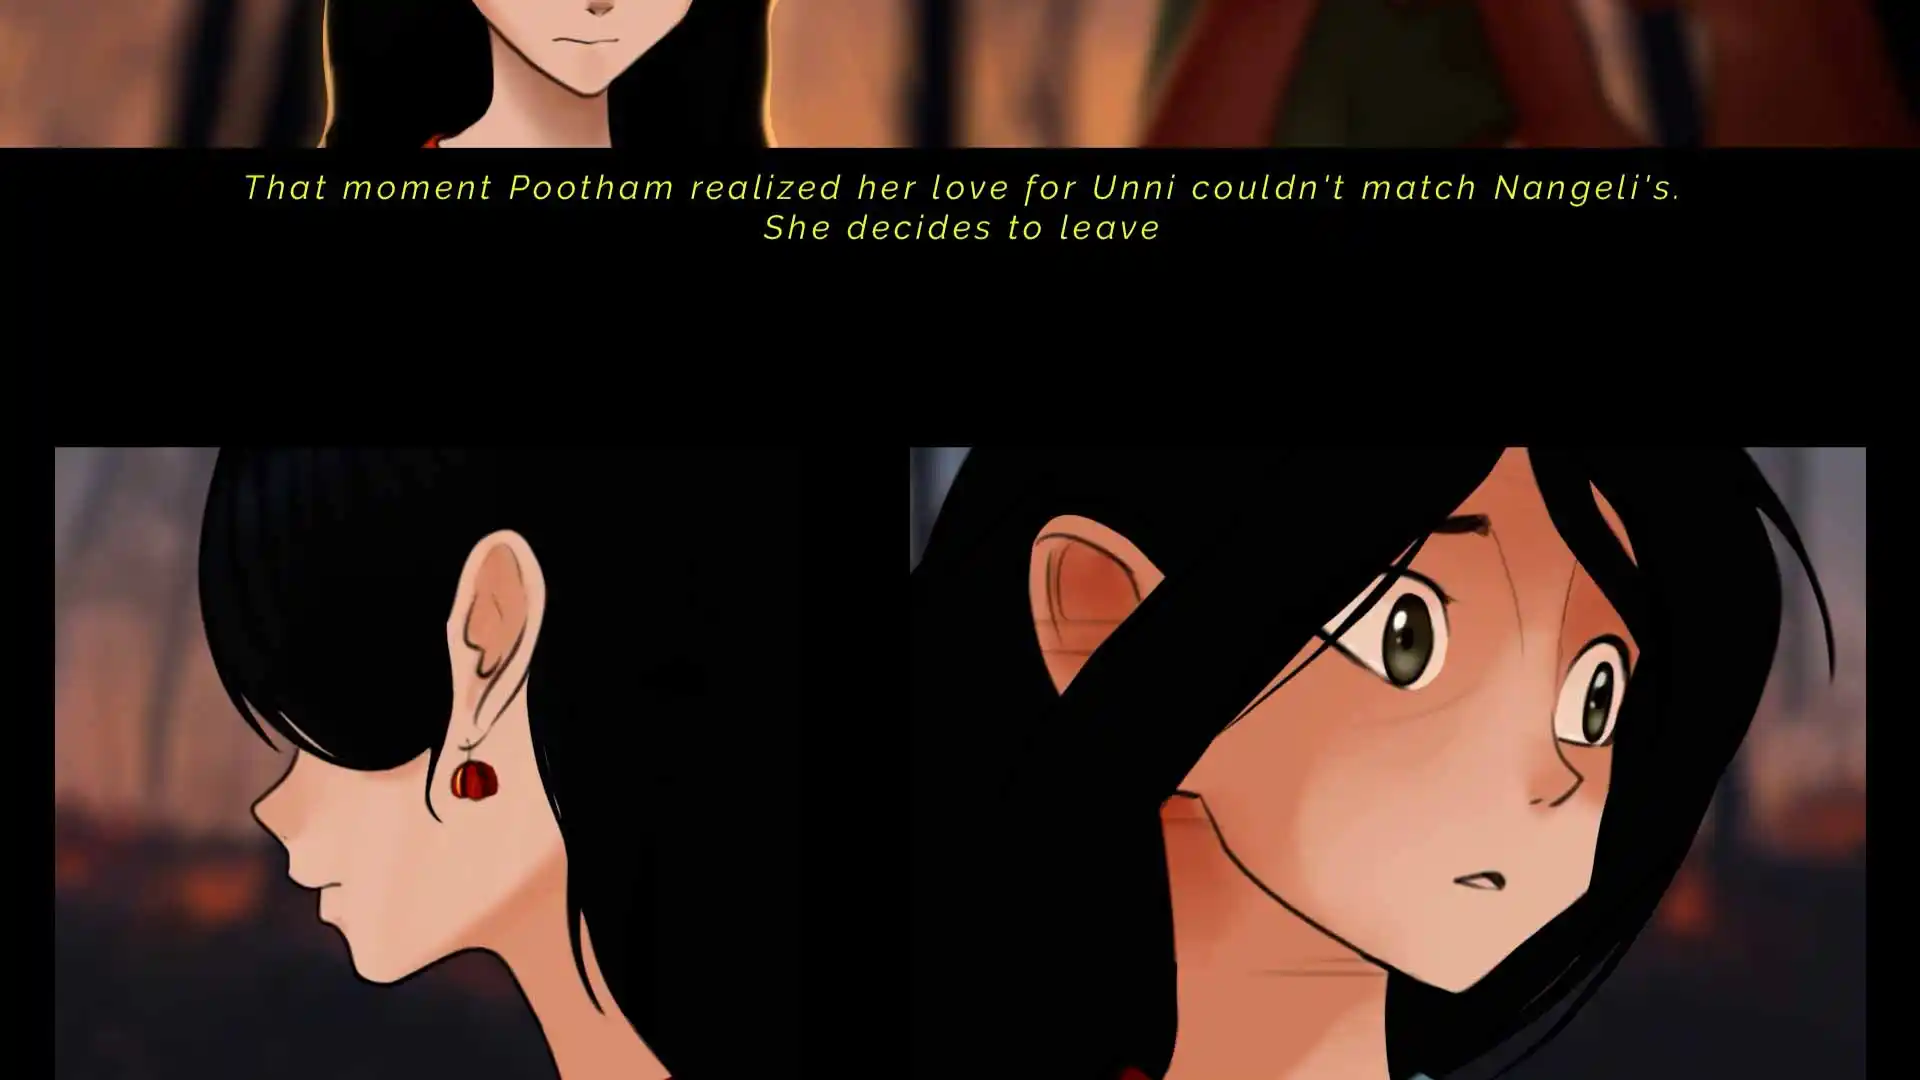 That moment Pootham realized her love for Unni couldn't match Nangeli's.
She decides to leave